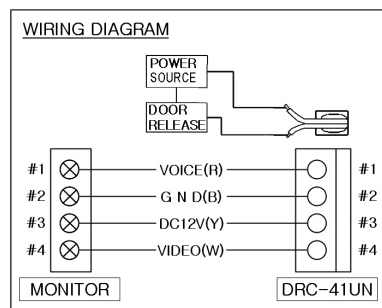 WIRING DIAGRAM
POWER
SOURCE
DOOR
RELEASE
#1 VOICE(R) #1
#2 G N D(B) #2
#3 DC12V(Y) #3
#4 VIDEO(W) #4
MONITOR DRC-41UN